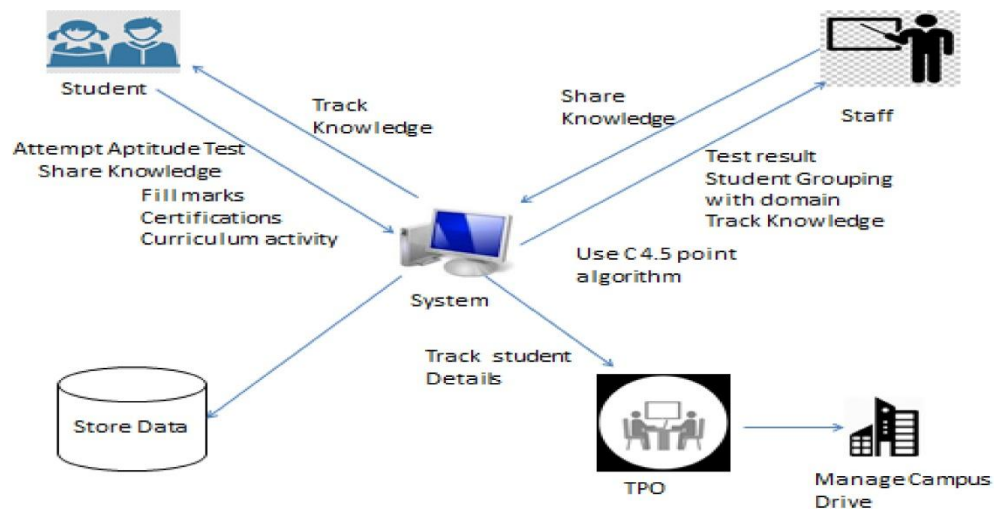 Student
Track
Knowledge
Attempt Aptitude Test
Share Knowledge
Fill marks
Certifications
Curriculum activity
Share
Knowledge
Staff
Test result
Student Grouping
with domain
Track Knowledge
Use C 4.5 point
algorithm
System
Track student
Details
Store Data
TPO
Manage Campus
Drive